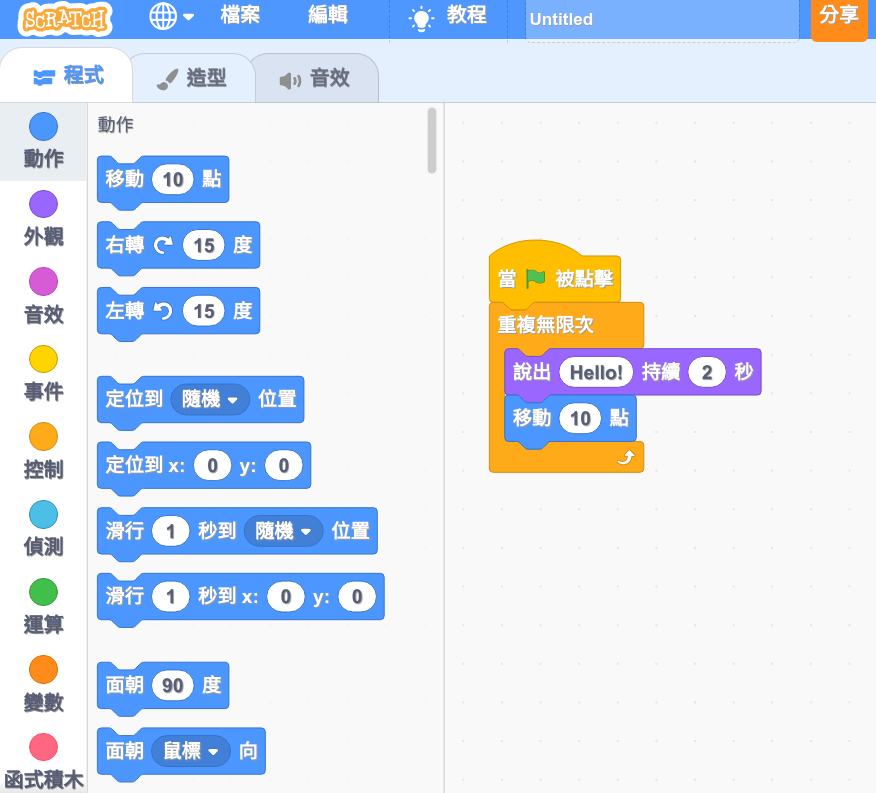 SCRATCH 檔案 編輯 教程 Untitled 分享
程式 造型 音效
動作
外觀
音效
事件
控制
偵測
運算
變數
函式積木
動作
移動 10 點
右轉 15 度
左轉 15 度
定位到 隨機 位置
定位到 x: 0 y: 0
滑行 1 秒到 隨機 位置
滑行 1 秒到 x: 0 y: 0
面朝 90 度
面朝 鼠標 向
當 被點擊
重複無限次
說出 Hello! 持續 2 秒
移動 10 點